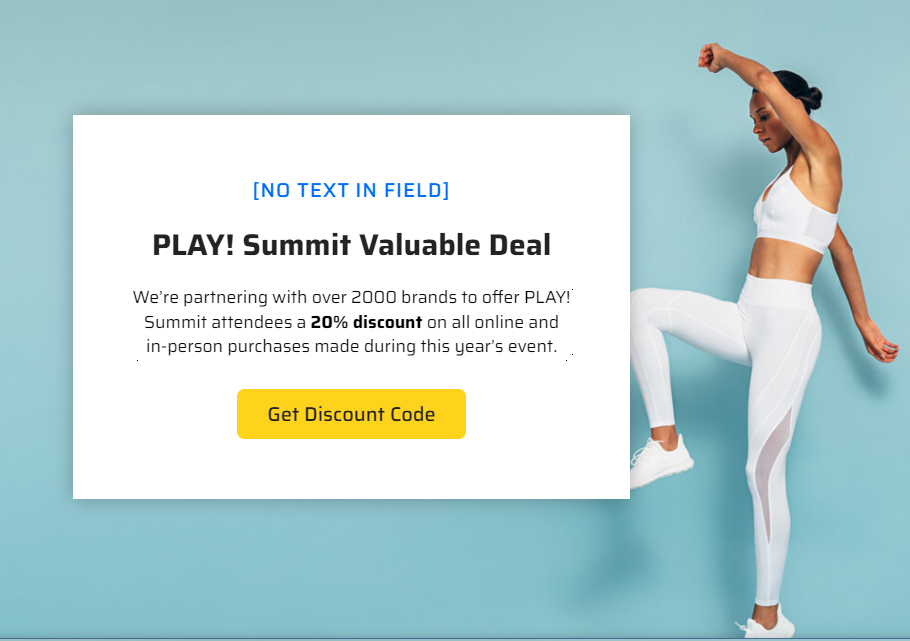 [NO TEXT IN FIELD]
PLAY! Summit Valuable Deal
We’re partnering with over 2000 brands to offer PLAY!
Summit attendees a 20% discount on all online and
in-person purchases made during this year’s event.
Get Discount Code